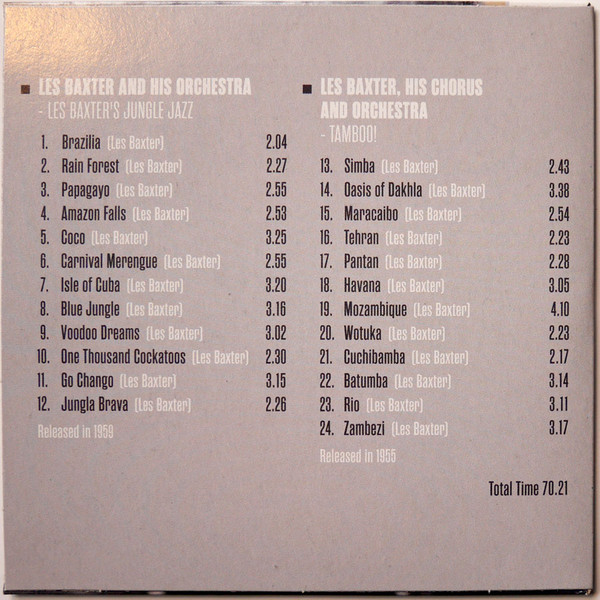 LES BAXTER AND HIS ORCHESTRA
- LES BAXTER'S JUNGLE JAZZ
1. Brazilia (Les Baxter) 2.04
2. Rain Forest (Les Baxter) 2.27
3. Papagayo (Les Baxter) 2.55
4. Amazon Falls (Les Baxter) 2.53
5. Coco (Les Baxter) 3.25
6. Carnival Merengue (Les Baxter) 2.55
7. Isle of Cuba (Les Baxter) 3.20
8. Blue Jungle (Les Baxter) 3.16
9. Voodoo Dreams (Les Baxter) 3.02
10. One Thousand Cockatoos (Les Baxter) 2.30
11. Go Chango (Les Baxter) 3.15
12. Jungla Brava (Les Baxter) 2.26
Released in 1959
LES BAXTER, HIS CHORUS
AND ORCHESTRA
- TAMBOO!
13. Simba (Les Baxter) 2.43
14. Oasis of Dakhla (Les Baxter) 3.38
15. Maracaibo (Les Baxter) 2.54
16. Tehran (Les Baxter) 2.23
17. Pantan (Les Baxter) 2.28
18. Havana (Les Baxter) 3.05
19. Mozambique (Les Baxter) 4.10
20. Wotuka (Les Baxter) 2.23
21. Cuchibamba (Les Baxter) 2.17
22. Batumba (Les Baxter) 3.14
23. Rio (Les Baxter) 3.11
24. Zambezi (Les Baxter) 3.17
Released in 1955
Total Time 70.21